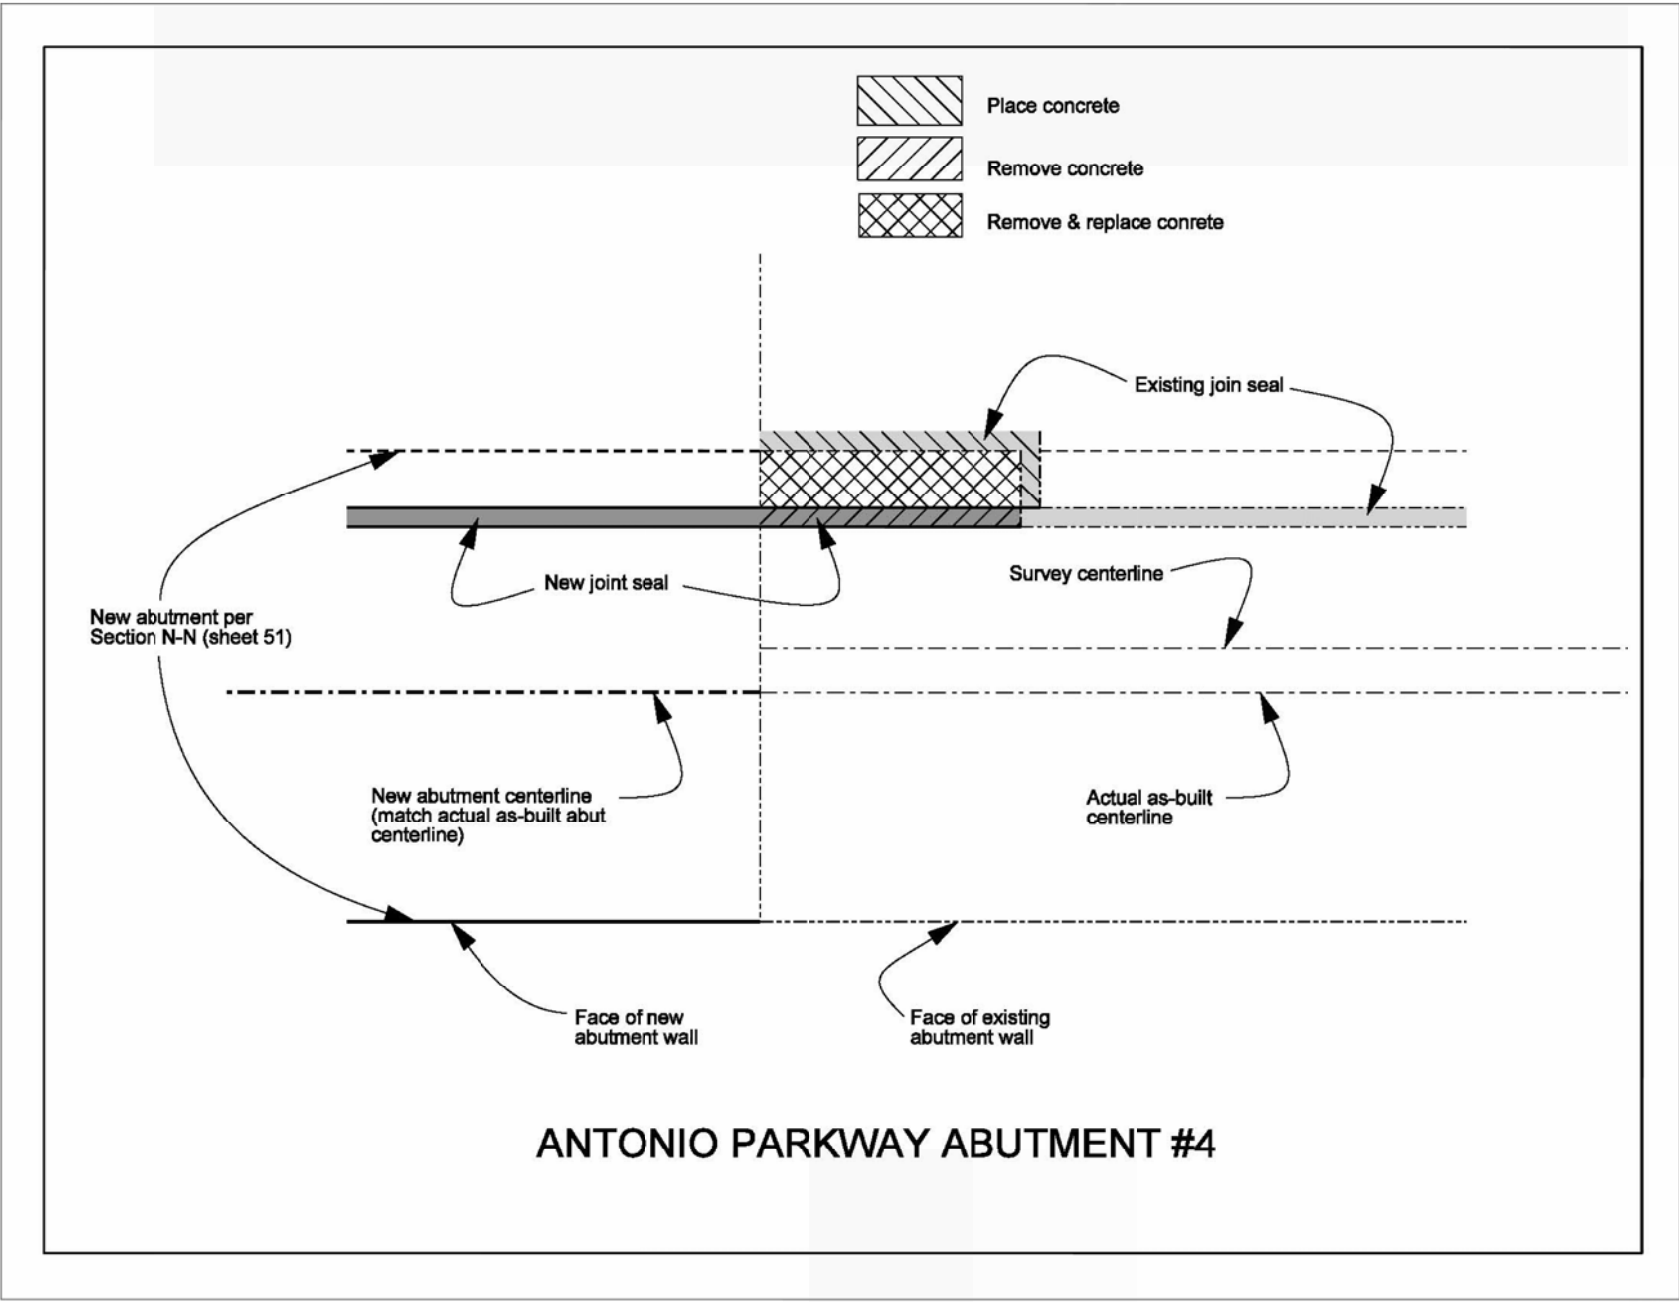 Place concrete
Remove concrete
Remove & replace conrete
Existing join seal
New joint seal
Survey centerline
New abutment per
Section N-N (sheet 51)
New abutment centerline
(match actual as-built abut
centerline)
Actual as-built
centerline
Face of new
abutment wall
Face of existing
abutment wall
ANTONIO PARKWAY ABUTMENT #4